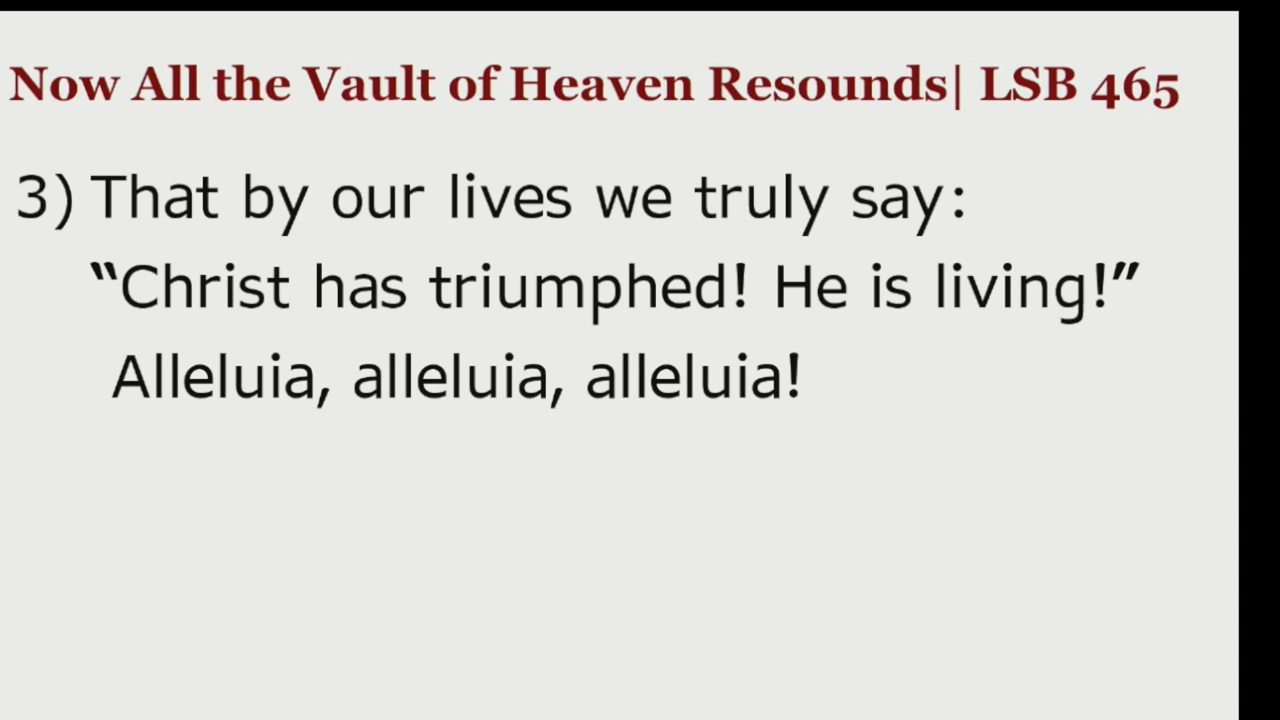 Now All the Vault of Heaven Resounds| LSB 465
3) That by our lives we truly say:
“Christ has triumphed! He is living!”
Alleluia, alleluia, alleluia!